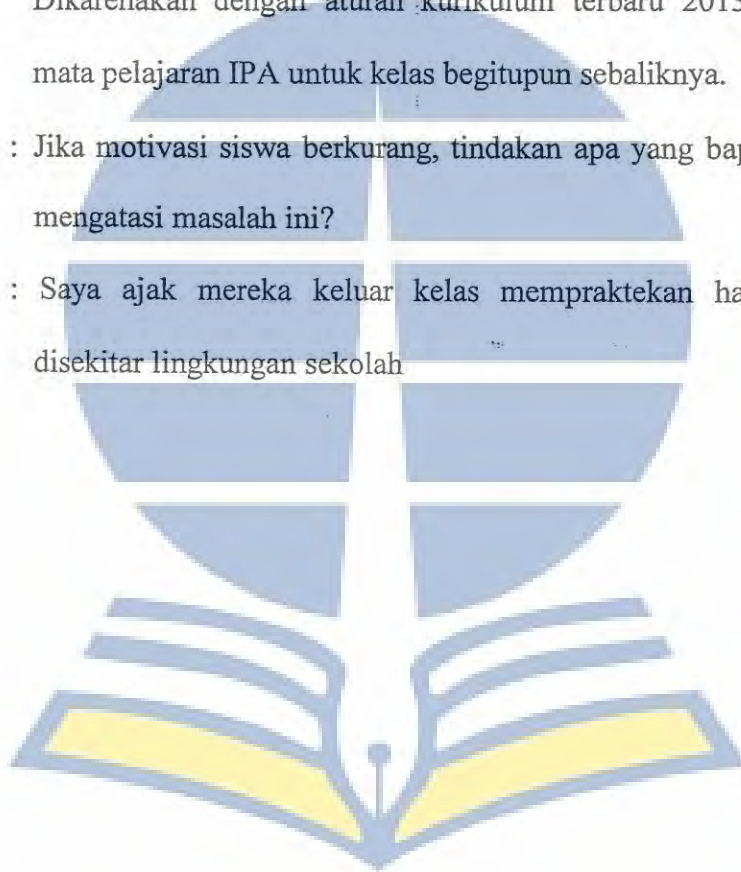 Dikarenakan dengan aturan kurikulum terbaru 2013
mata pelajaran IPA untuk kelas begitupun sebaliknya.
: Jika motivasi siswa berkurang, tindakan apa yang
mengatasi masalah ini?
: Saya ajak mereka keluar kelas mempraktekan
disekitar lingkungan sekolah